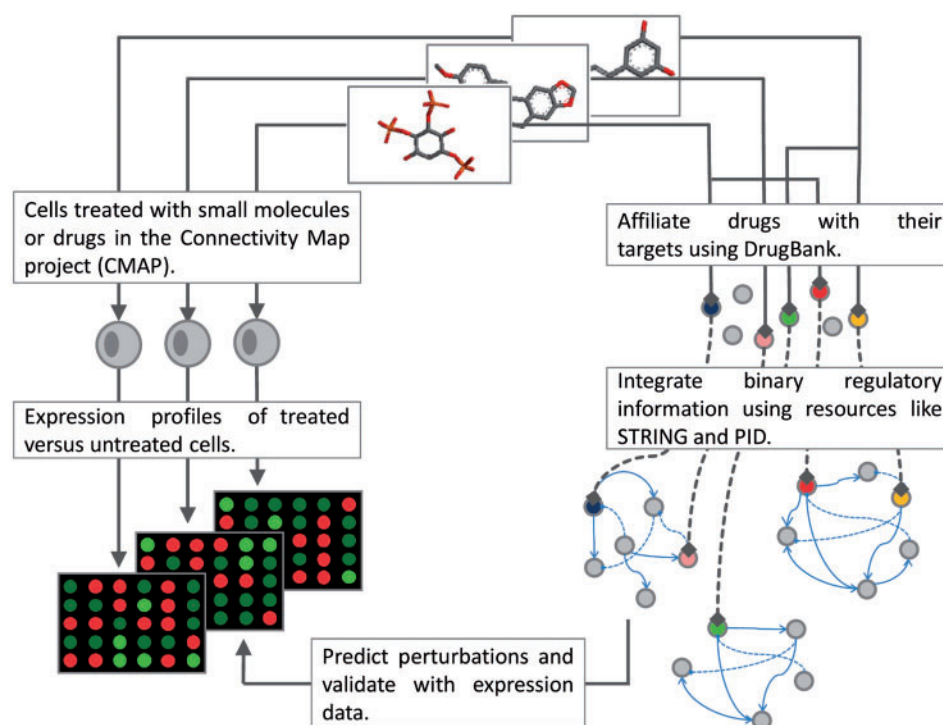 Cells treated with small molecules
or drugs in the Connectivity Map
project (CMAP).
Affiliate drugs with their
targets using DrugBank.
Expression profiles of treated
versus untreated cells.
Integrate binary regulatory
information using resources like
STRING and PID.
Predict perturbations and
validate with expression
data.